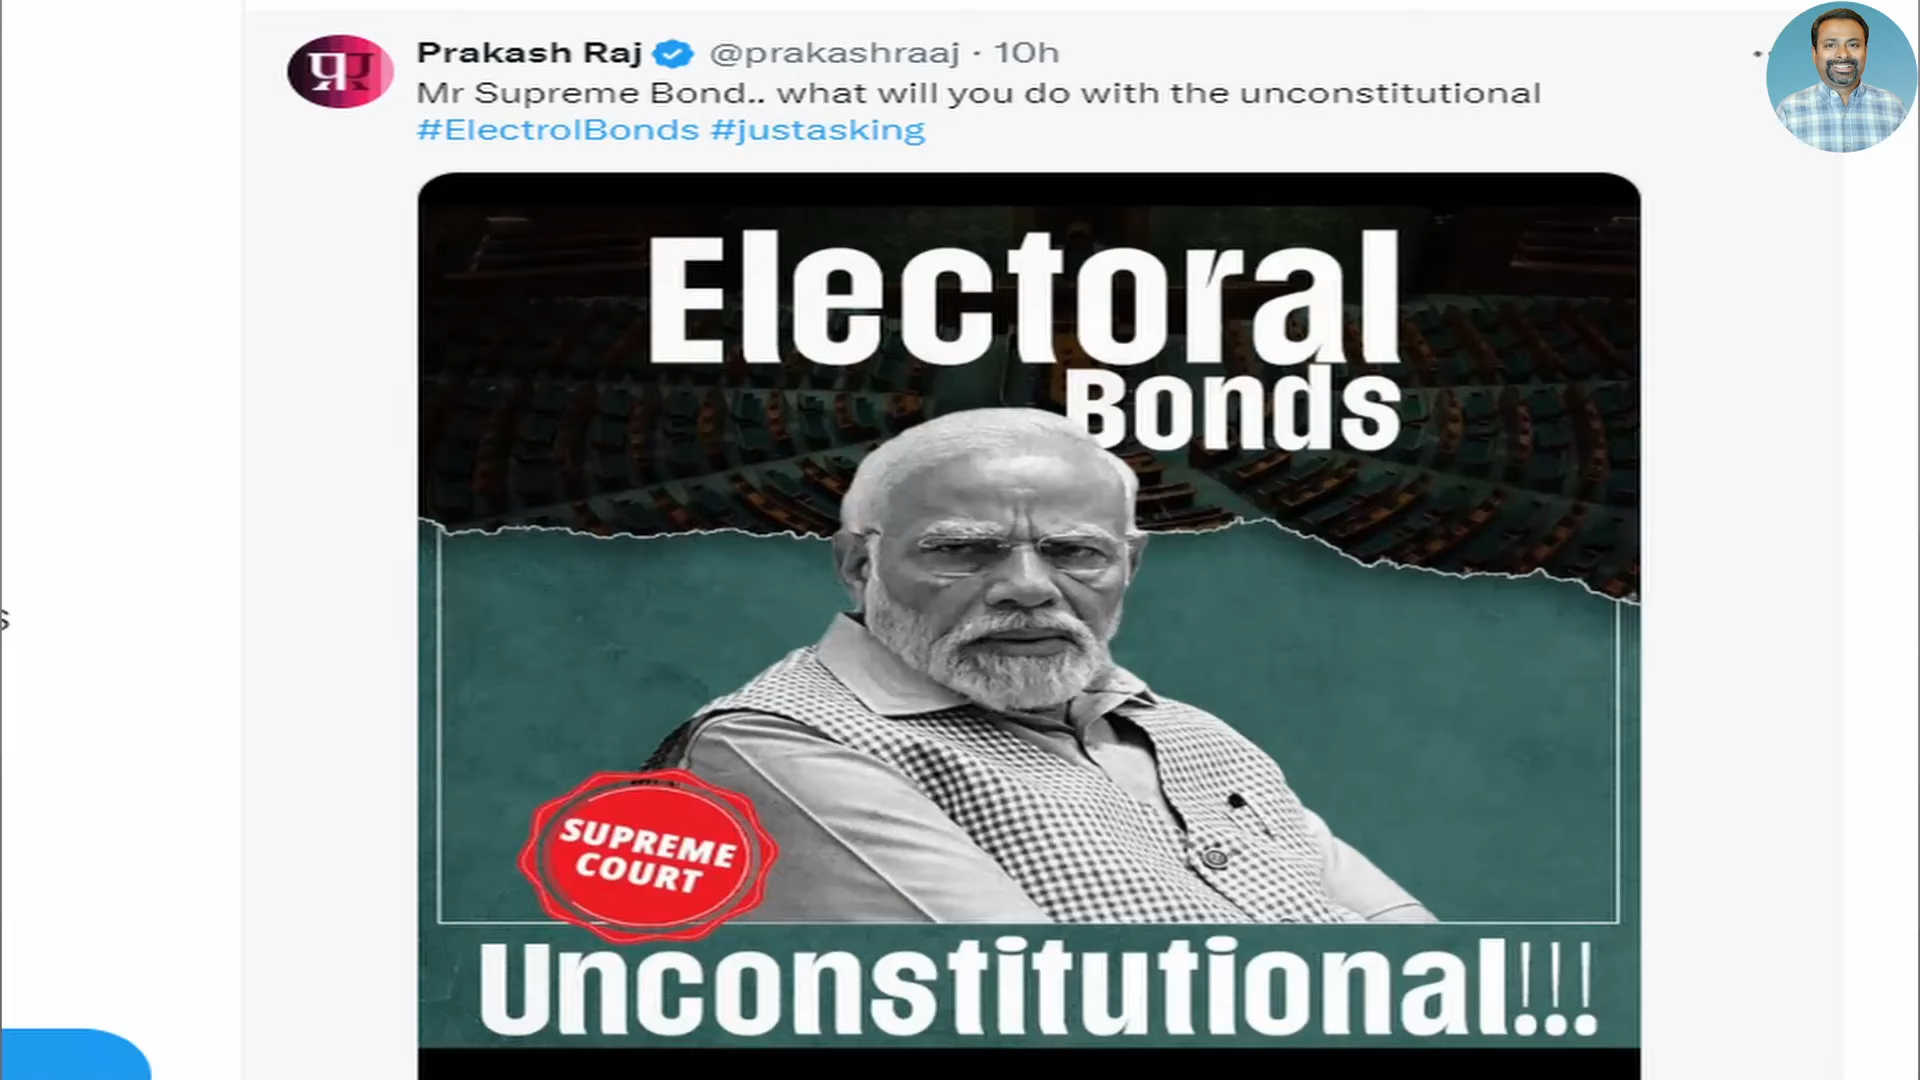 Prakash Raj @prakashraaj · 10h
Mr Supreme Bond.. what will you do with the unconstitutional
#ElectrolBonds #justasking
Electoral
Bonds
SUPREME
COURT
Unconstitutional!!!
s